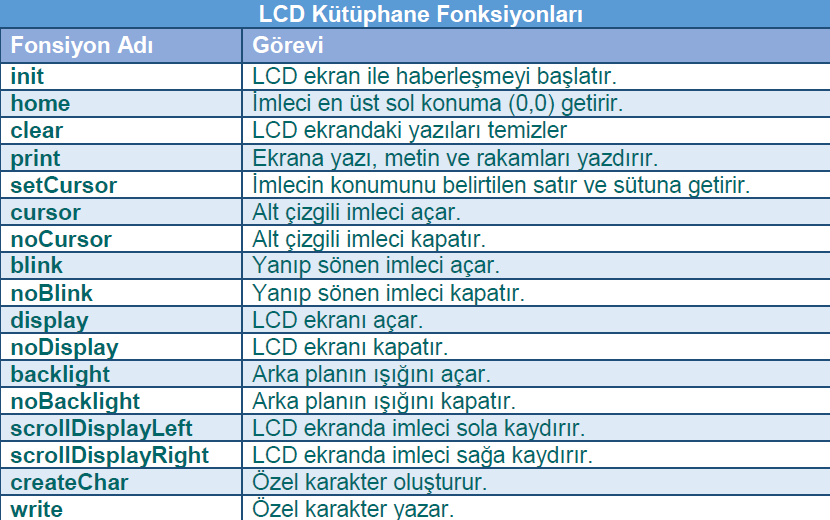 LCD Kütüphane Fonksiyonları
Fonsiyon Adı Görevi
init LCD ekran ile haberleşmeyi başlatır.
home İmleci en üst sol konuma (0,0) getirir.
clear LCD ekrandaki yazıları temizler
print Ekrana yazı, metin ve rakamları yazdırır.
setCursor İmlecin konumunu belirtilen satır ve sütuna getirir.
cursor Alt çizgili imleci açar.
noCursor Alt çizgili imleci kapatır.
blink Yanıp sönen imleci açar.
noBlink Yanıp sönen imleci kapatır.
display LCD ekranı açar.
noDisplay LCD ekranı kapatır.
backlight Arka planın ışığını açar.
noBacklight Arka planın ışığını kapatır.
scrollDisplayLeft LCD ekranda imleci sola kaydırır.
scrollDisplayRight LCD ekranda imleci sağa kaydırır.
createChar Özel karakter oluşturur.
write Özel karakter yazar.